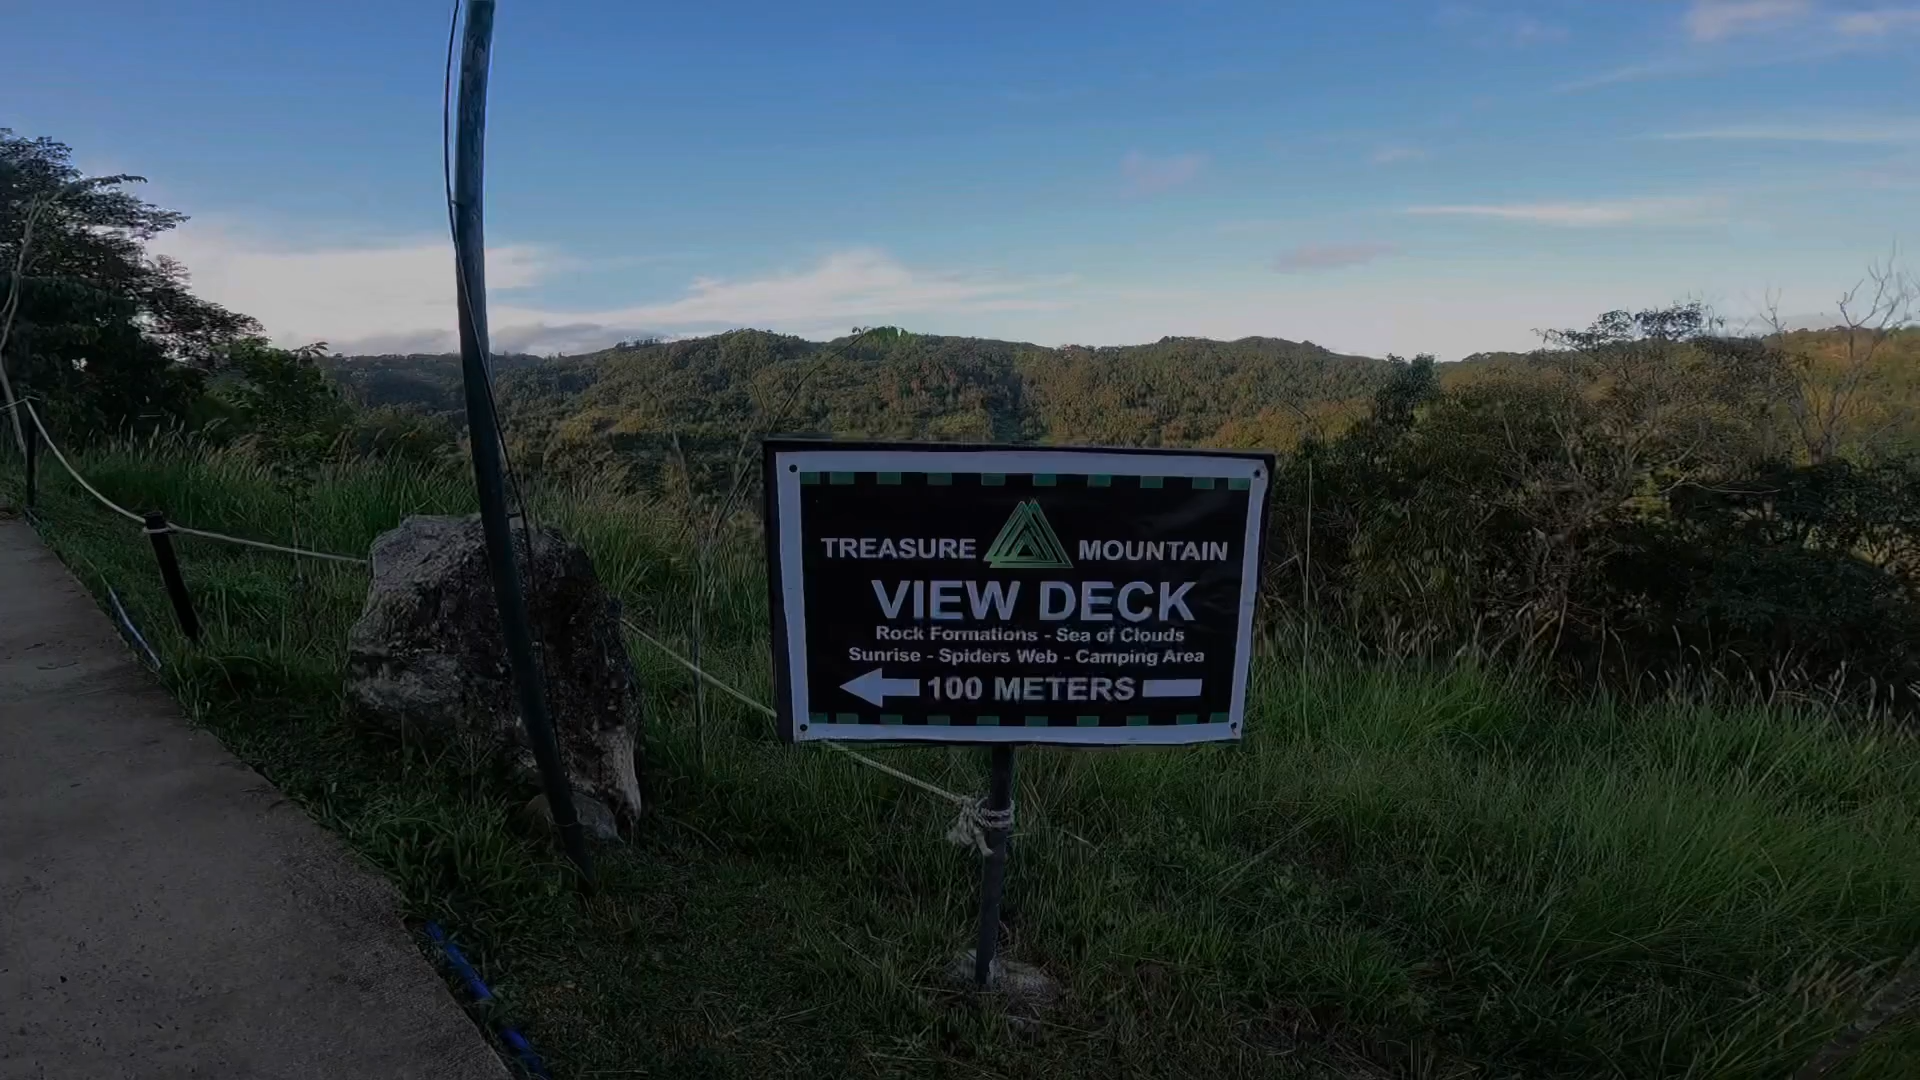 TREASURE MOUNTAIN
VIEW DECK
Rock Formations - Sea of Clouds
Sunrise - Spiders Web - Camping Area
100 METERS